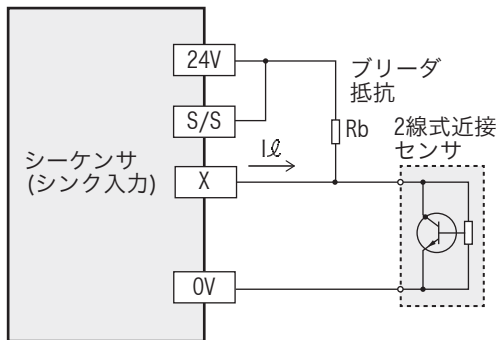 24V
S/S
シーケンサ
(シンク入力)
X
0V
Iℓ
ブリーダ
抵抗
Rb
2線式近接
センサ